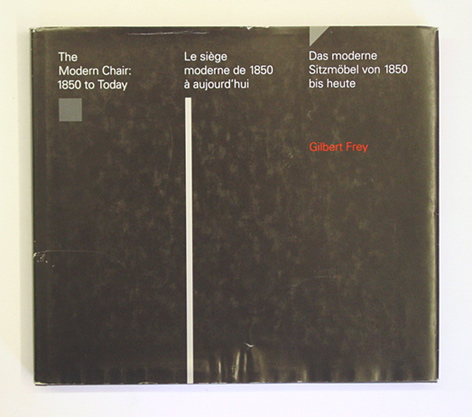 The
Modern Chair:
1850 to Today
Le siège
moderne de 1850
à aujourd'hui
Das moderne
Sitzmöbel von 1850
bis heute
Gilbert Frey